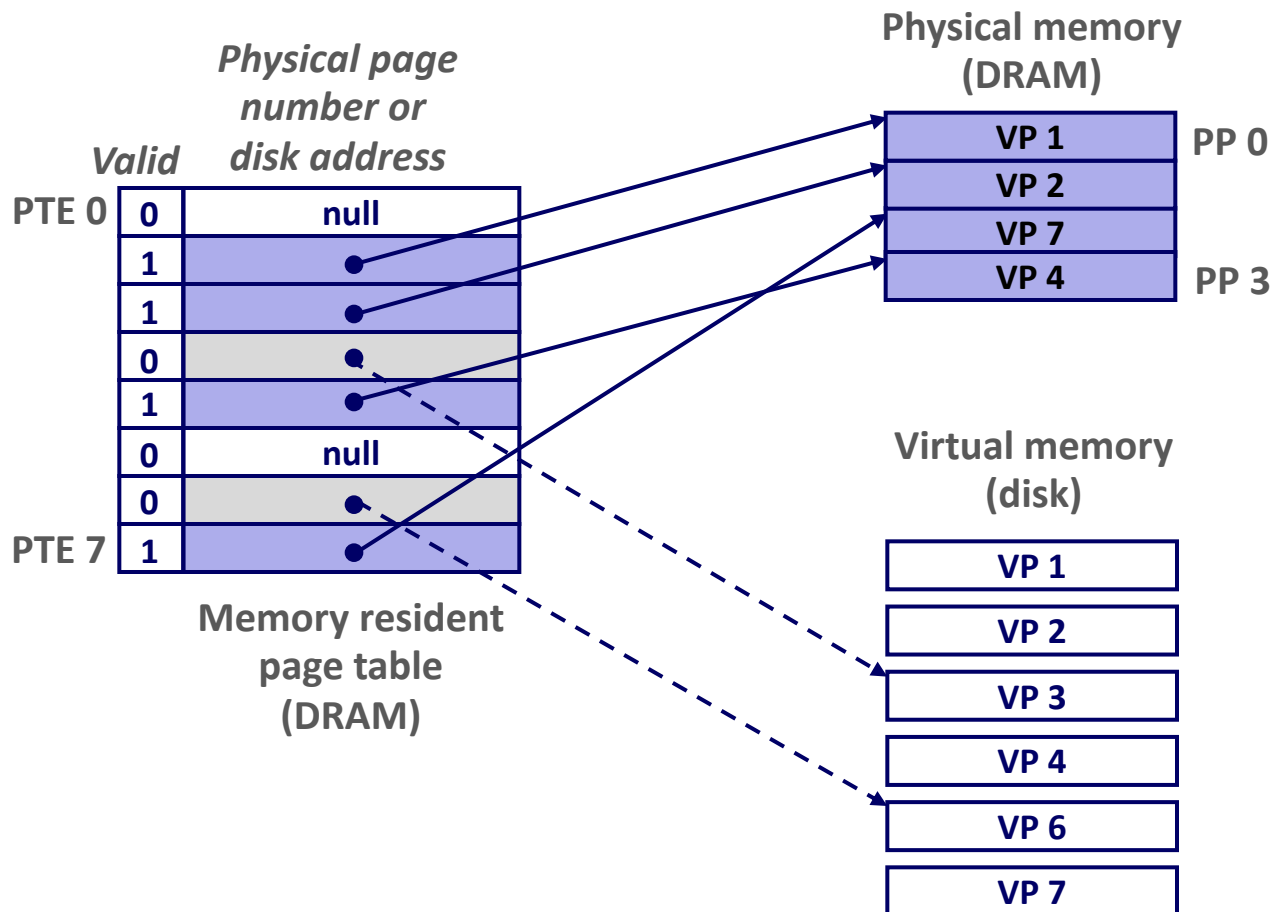 Physical memory
(DRAM)
Physical page
number or
disk address
Valid
VP 1
PP 0
VP 2
VP 7
VP 4
PP 3
PTE 0
0
null
1
1
0
1
0
null
0
PTE 7
1
Memory resident
page table
(DRAM)
Virtual memory
(disk)
VP 1
VP 2
VP 3
VP 4
VP 6
VP 7